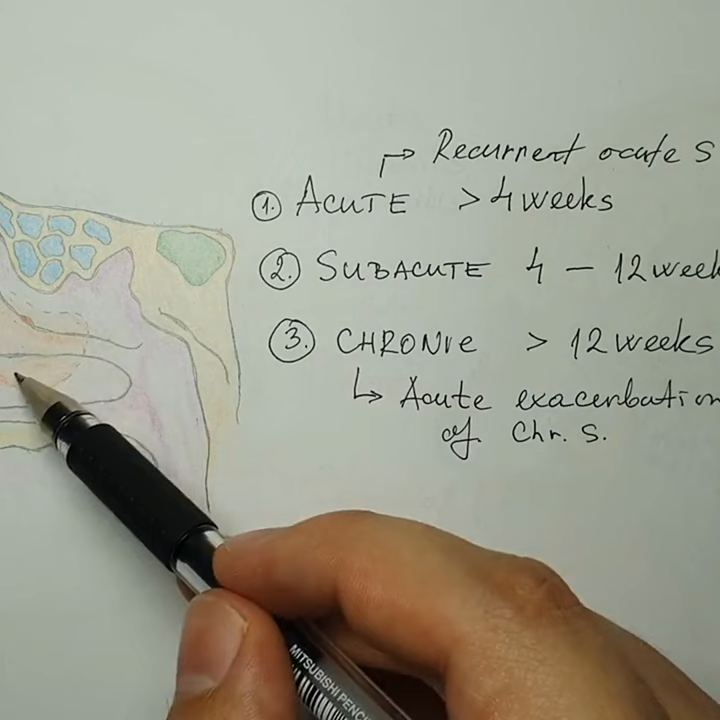 Recurrent acute S
1. ACUTE > 4 weeks
2. SUBACUTE 4 – 12 week
3. CHRONIC > 12 weeks
Acute exacerbation
of Chr. S.
MITSUBISHI PENCI